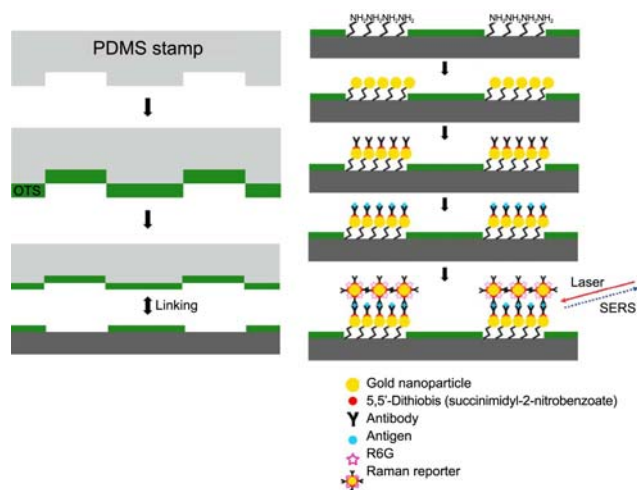 PDMS stamp
OTS
Linking
NH₂NH₂NH₂NH₂ NH₂NH₂NH₂NH₂
Laser
SERS
Gold nanoparticle
5,5'-Dithiobis (succinimidyl-2-nitrobenzoate)
Antibody
Antigen
R6G
Raman reporter